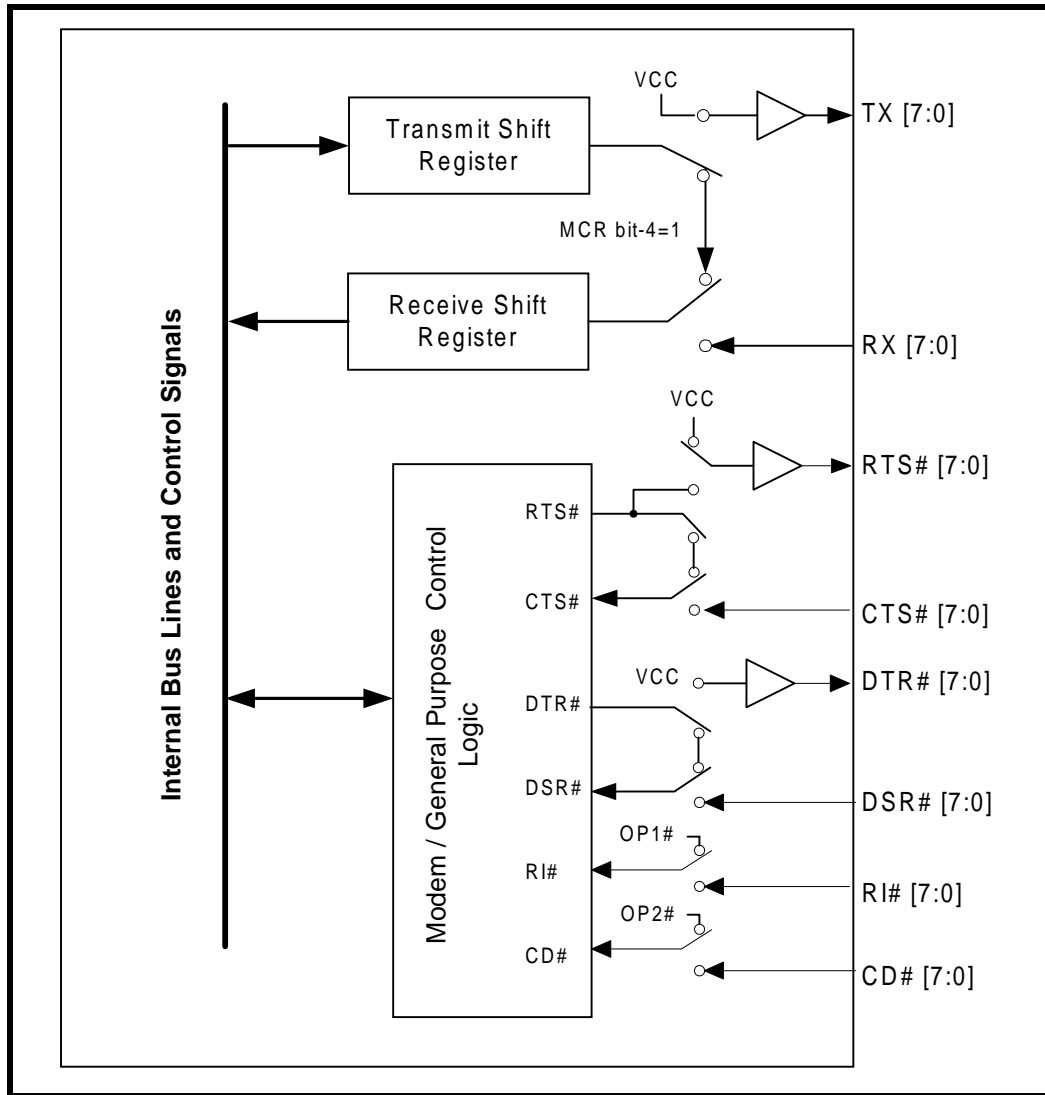 VCC
TX [7:0]
Transmit Shift
Register
MCR bit-4=1
Receive Shift
Register
RX [7:0]
Internal Bus Lines and Control Signals
VCC
RTS# [7:0]
Modem / General Purpose Control
Logic
RTS#
CTS#
CTS# [7:0]
VCC
DTR# [7:0]
DTR#
DSR#
DSR# [7:0]
OP1#
RI#
RI# [7:0]
OP2#
CD#
CD# [7:0]